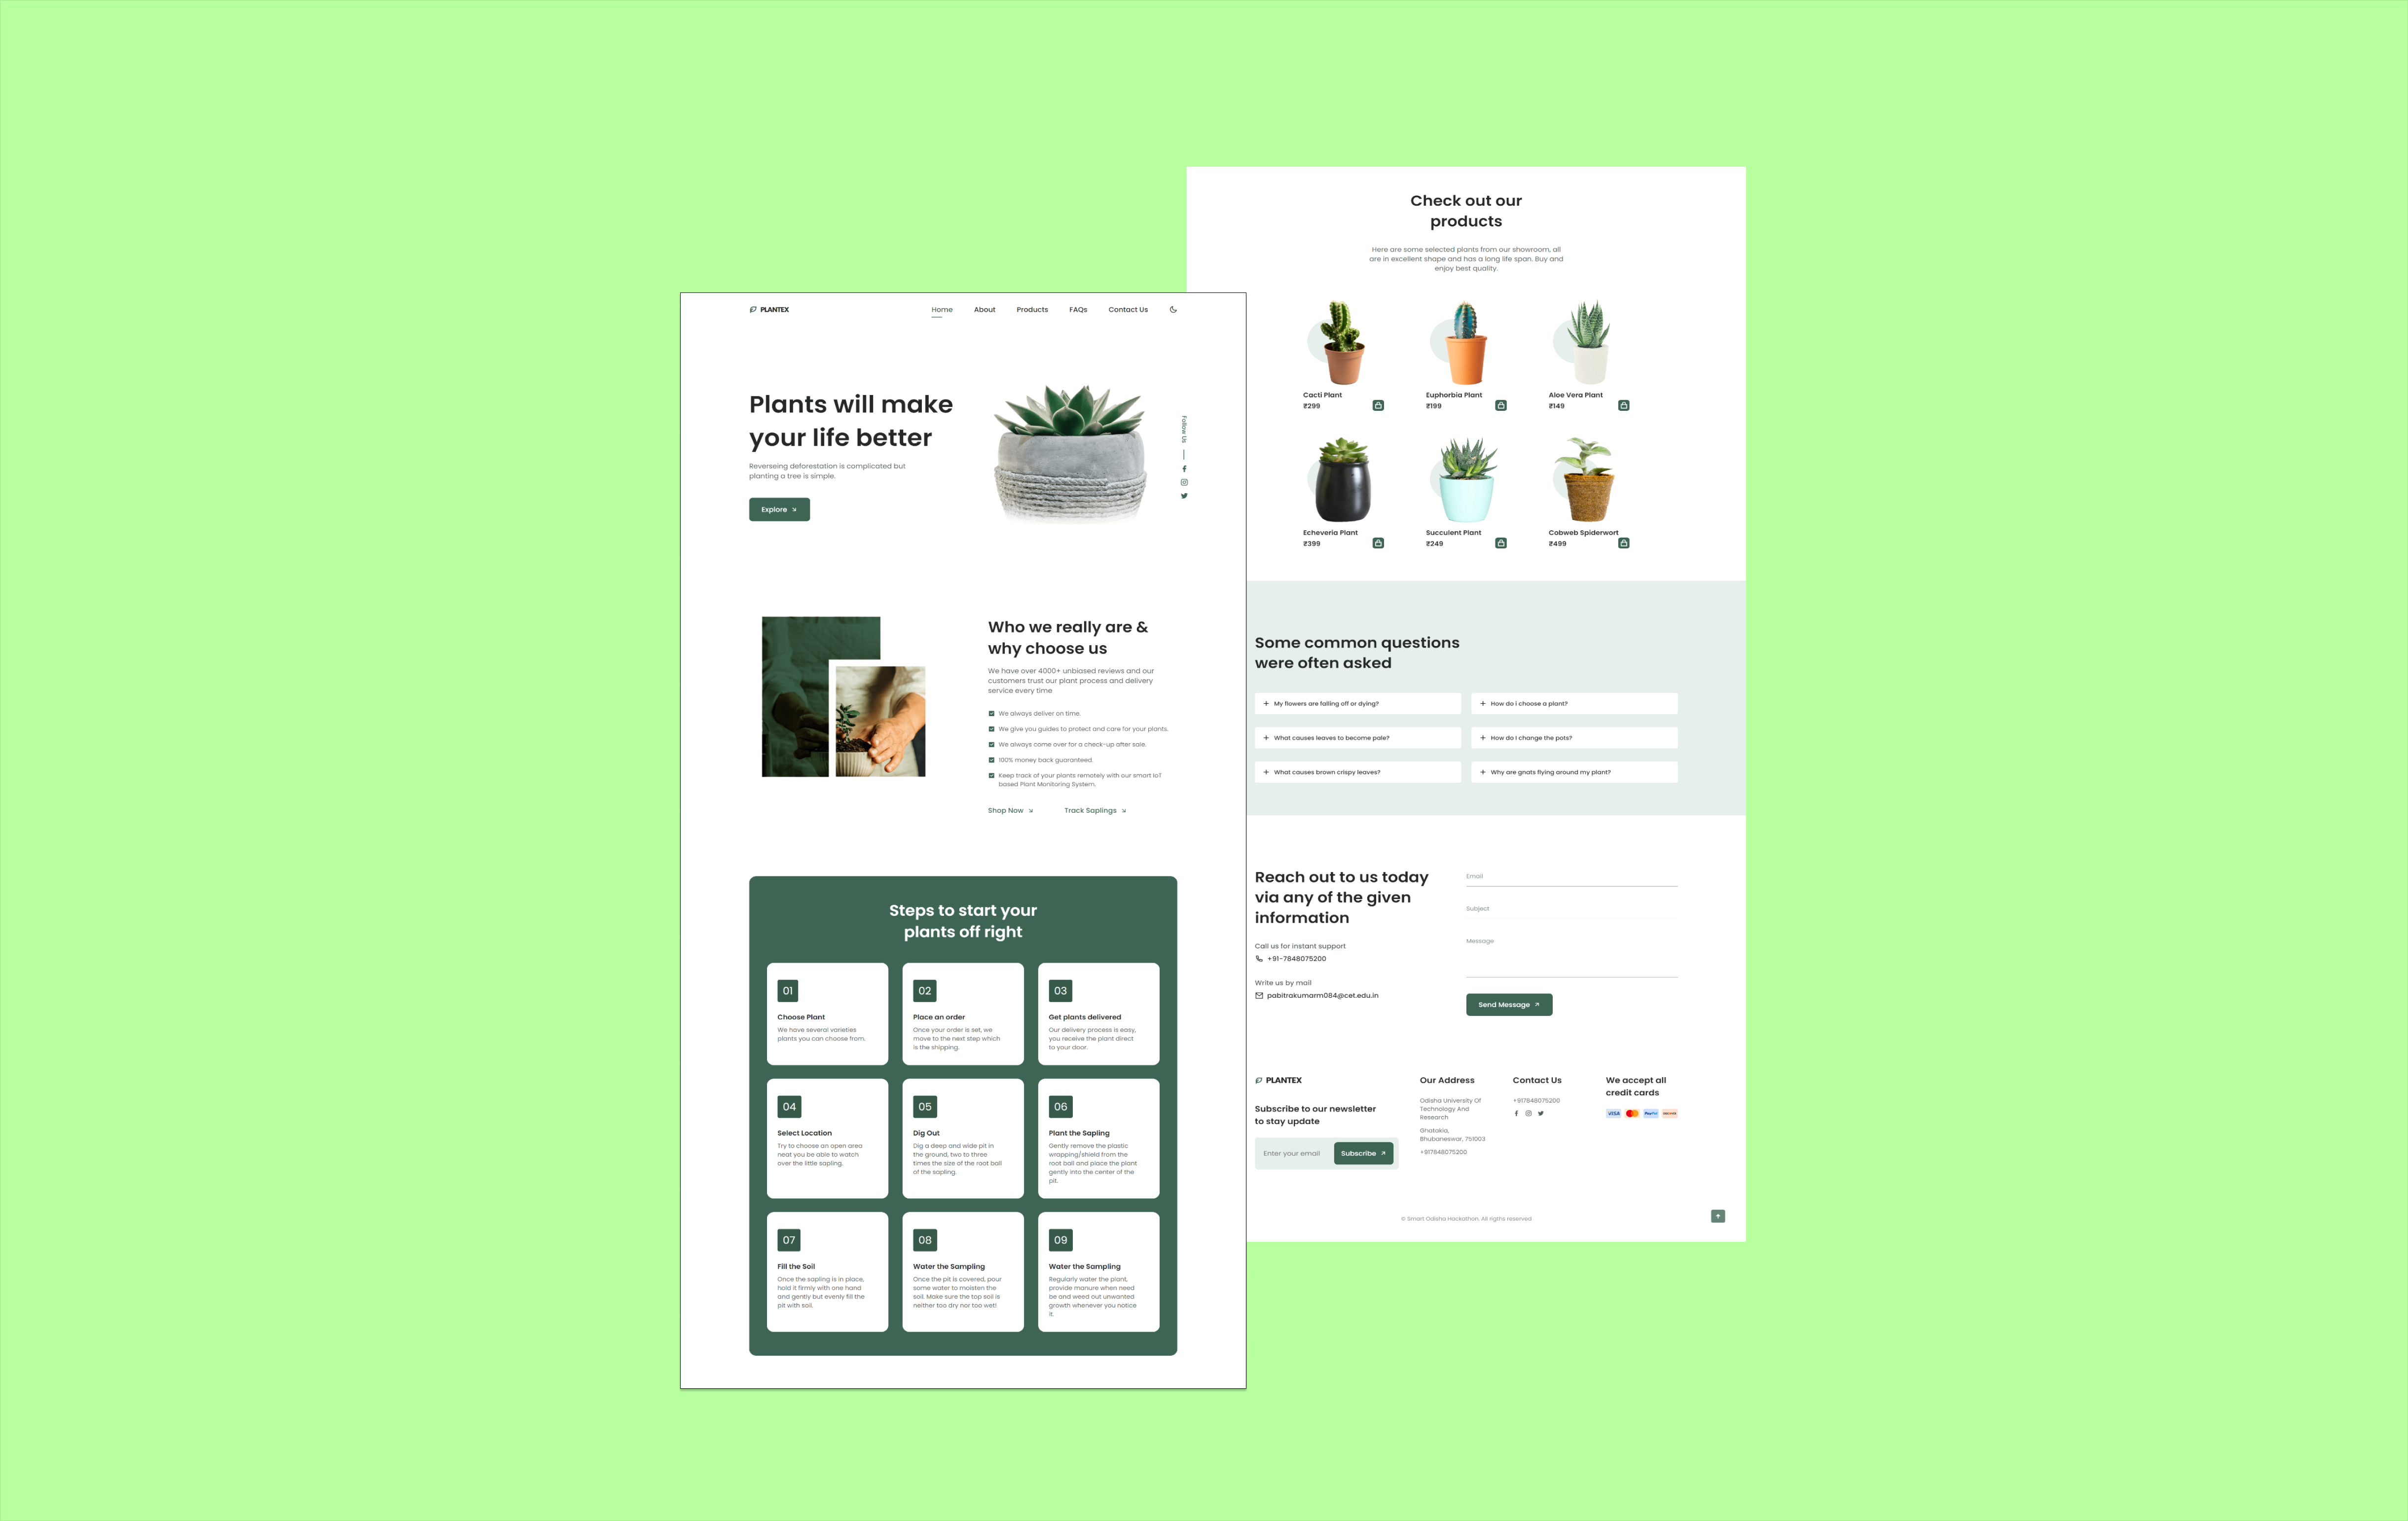 PLANTEX
Home About Products FAQs Contact Us
Plants will make
your life better
Reverseing deforestation is complicated but
planting a tree is simple.
Explore
Follow Us
Who we really are &
why choose us
We have over 4000+ unbiased reviews and our
customers trust our plant process and delivery
service every time
We always deliver on time.
We give you guides to protect and care for your plants.
We always come over for a check-up after sale.
100% money back guaranteed.
Keep track of your plants remotely with our smart IoT
based Plant Monitoring System.
Shop Now Track Saplings
Steps to start your
plants off right
01
Choose Plant
We have several varieties
plants you can choose from.
02
Place an order
Once your order is set, we
move to the next step which
is the shipping.
03
Get plants delivered
Our delivery process is easy,
you receive the plant direct
to your door.
04
Select Location
Try to choose an open area
neat you be able to watch
over the little sapling.
05
Dig Out
Dig a deep and wide pit in
the ground, two to three
times the size of the root ball
of the sapling.
06
Plant the Sapling
Gently remove the plastic
wrapping/shield from the
root ball and place the plant
gently into the center of the
pit.
07
Fill the Soil
Once the sapling is in place,
hold it firmly with one hand
and gently but evenly fill the
pit with soil.
08
Water the Sampling
Once the pit is covered, pour
some water to moisten the
soil. Make sure the top soil is
neither too dry nor too wet!
09
Water the Sampling
Regularly water the plant,
provide manure when need
be and weed out unwanted
growth whenever you notice
it.
Check out our
products
Here are some selected plants from our showroom, all
are in excellent shape and has a long life span. Buy and
enjoy best quality.
Cacti Plant
₹299
Euphorbia Plant
₹199
Aloe Vera Plant
₹149
Echeveria Plant
₹399
Succulent Plant
₹249
Cobweb Spiderwort
₹499
Some common questions
were often asked
My flowers are falling off or dying?
How do i choose a plant?
What causes leaves to become pale?
How do I change the pots?
What causes brown crispy leaves?
Why are gnats flying around my plant?
Reach out to us today
via any of the given
information
Call us for instant support
+91-7848075200
Write us by mail
pabitrakumarm084@cet.edu.in
Email
Subject
Message
Send Message
PLANTEX
Subscribe to our newsletter
to stay update
Enter your email Subscribe
Our Address
Odisha University Of
Technology And
Research
Ghatakia,
Bhubaneswar, 751003
+917848075200
Contact Us
+917848075200
We accept all
credit cards
VISA PayPal
© Smart Odisha Hackathon. All rigths reserved